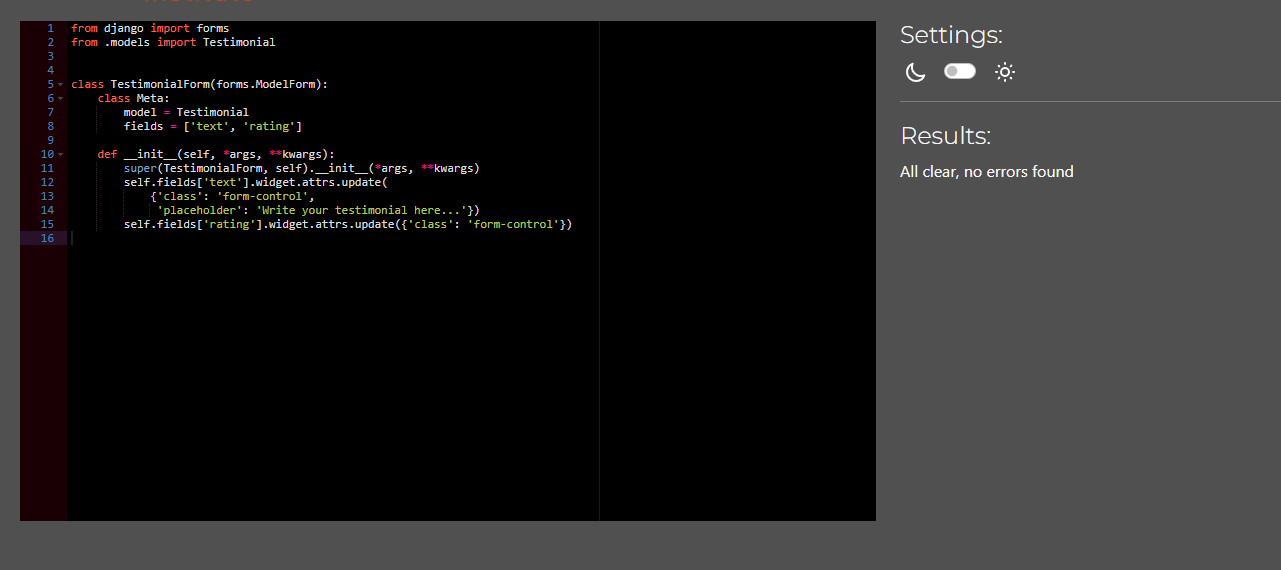 1 from django import forms
2 from .models import Testimonial
3
4
5 class TestimonialForm(forms.ModelForm):
6     class Meta:
7         model = Testimonial
8         fields = ['text', 'rating']
9
10     def __init__(self, *args, **kwargs):
11         super(TestimonialForm, self).__init__(*args, **kwargs)
12         self.fields['text'].widget.attrs.update(
13             {'class': 'form-control',
14              'placeholder': 'Write your testimonial here...'})
15         self.fields['rating'].widget.attrs.update({'class': 'form-control'})
16
Settings:
Results:
All clear, no errors found